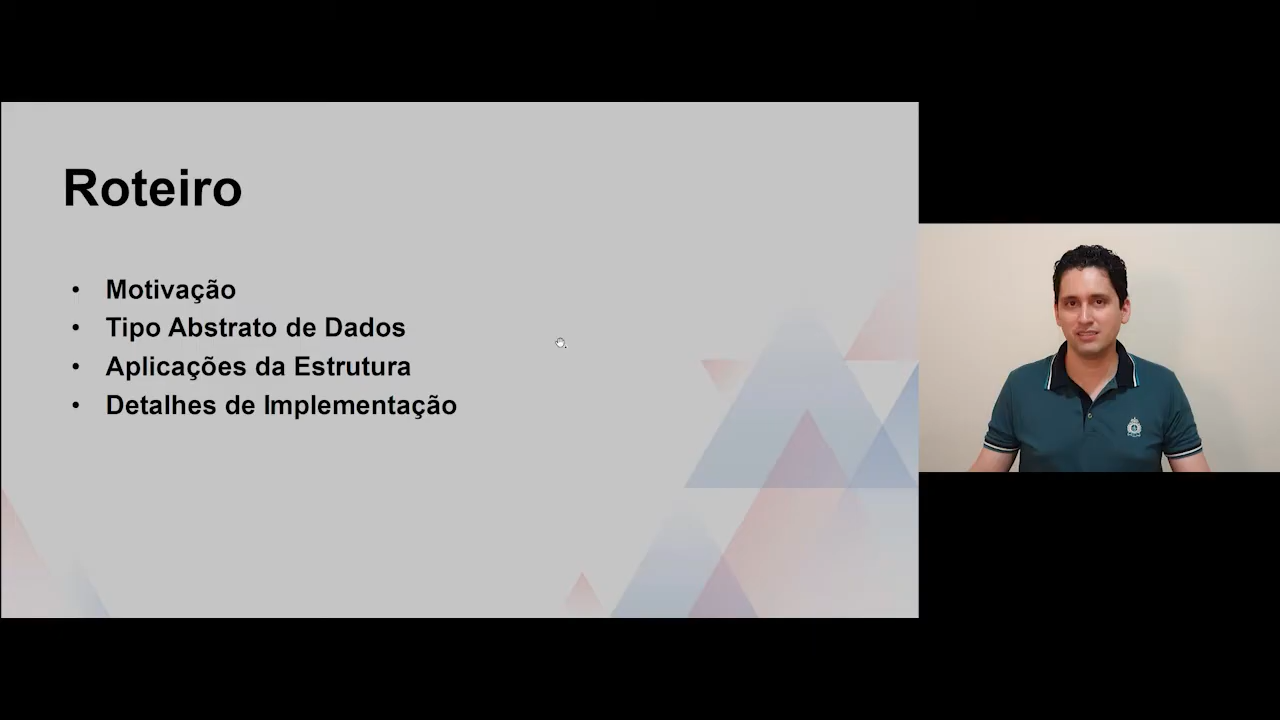 Roteiro
• Motivação
• Tipo Abstrato de Dados
• Aplicações da Estrutura
• Detalhes de Implementação